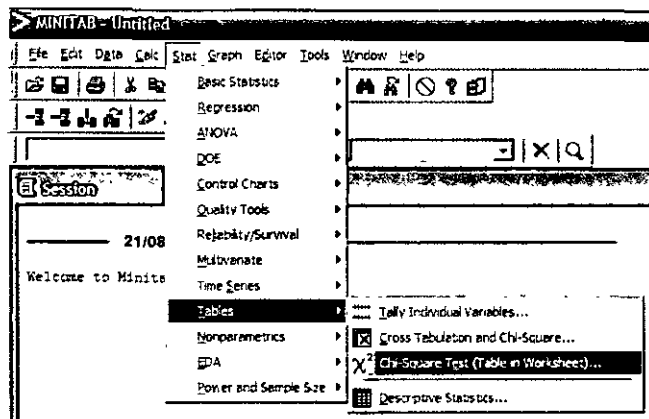 MINITAB - Untitled
File Edit Data Calc Stat Graph Editor Tools Window Help
Basic Statistics
Regression
ANOVA
DOE
Control Charts
Session
Quality Tools
Reliability/Survival
21/08
Multivariate
Welcome to Minita
Time Series
Tables
Tally Individual Variables...
Nonparametrics
Cross Tabulation and Chi-Square...
EDA
χ² Chi-Square Test (Table in Worksheet)...
Power and Sample Size
Descriptive Statistics...